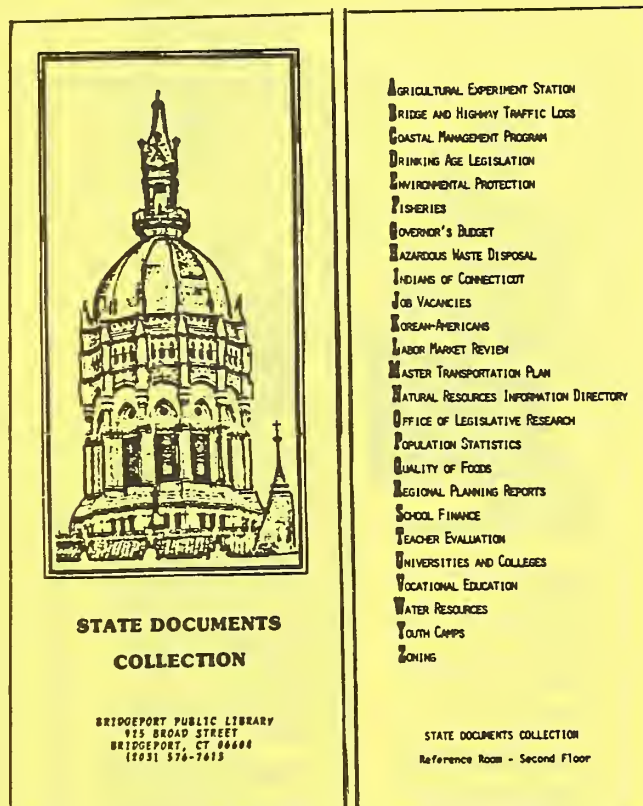 STATE DOCUMENTS
COLLECTION
BRIDGEPORT PUBLIC LIBRARY
925 BROAD STREET
BRIDGEPORT, CT 06604
(203) 576-7415
AGRICULTURAL EXPERIMENT STATION
BRIDGE AND HIGHWAY TRAFFIC LOGS
COASTAL MANAGEMENT PROGRAM
DRINKING AGE LEGISLATION
ENVIRONMENTAL PROTECTION
FISHERIES
GOVERNOR'S BUDGET
HAZARDOUS WASTE DISPOSAL
INDIANS OF CONNECTICUT
JOB VACANCIES
KOREAN-AMERICANS
LABOR MARKET REVIEW
MASTER TRANSPORTATION PLAN
NATURAL RESOURCES INFORMATION DIRECTORY
OFFICE OF LEGISLATIVE RESEARCH
POPULATION STATISTICS
QUALITY OF FOODS
REGIONAL PLANNING REPORTS
SCHOOL FINANCE
TEACHER EVALUATION
UNIVERSITIES AND COLLEGES
VOCATIONAL EDUCATION
WATER RESOURCES
YOUTH CAMPS
ZONING
STATE DOCUMENTS COLLECTION
Reference Room - Second Floor